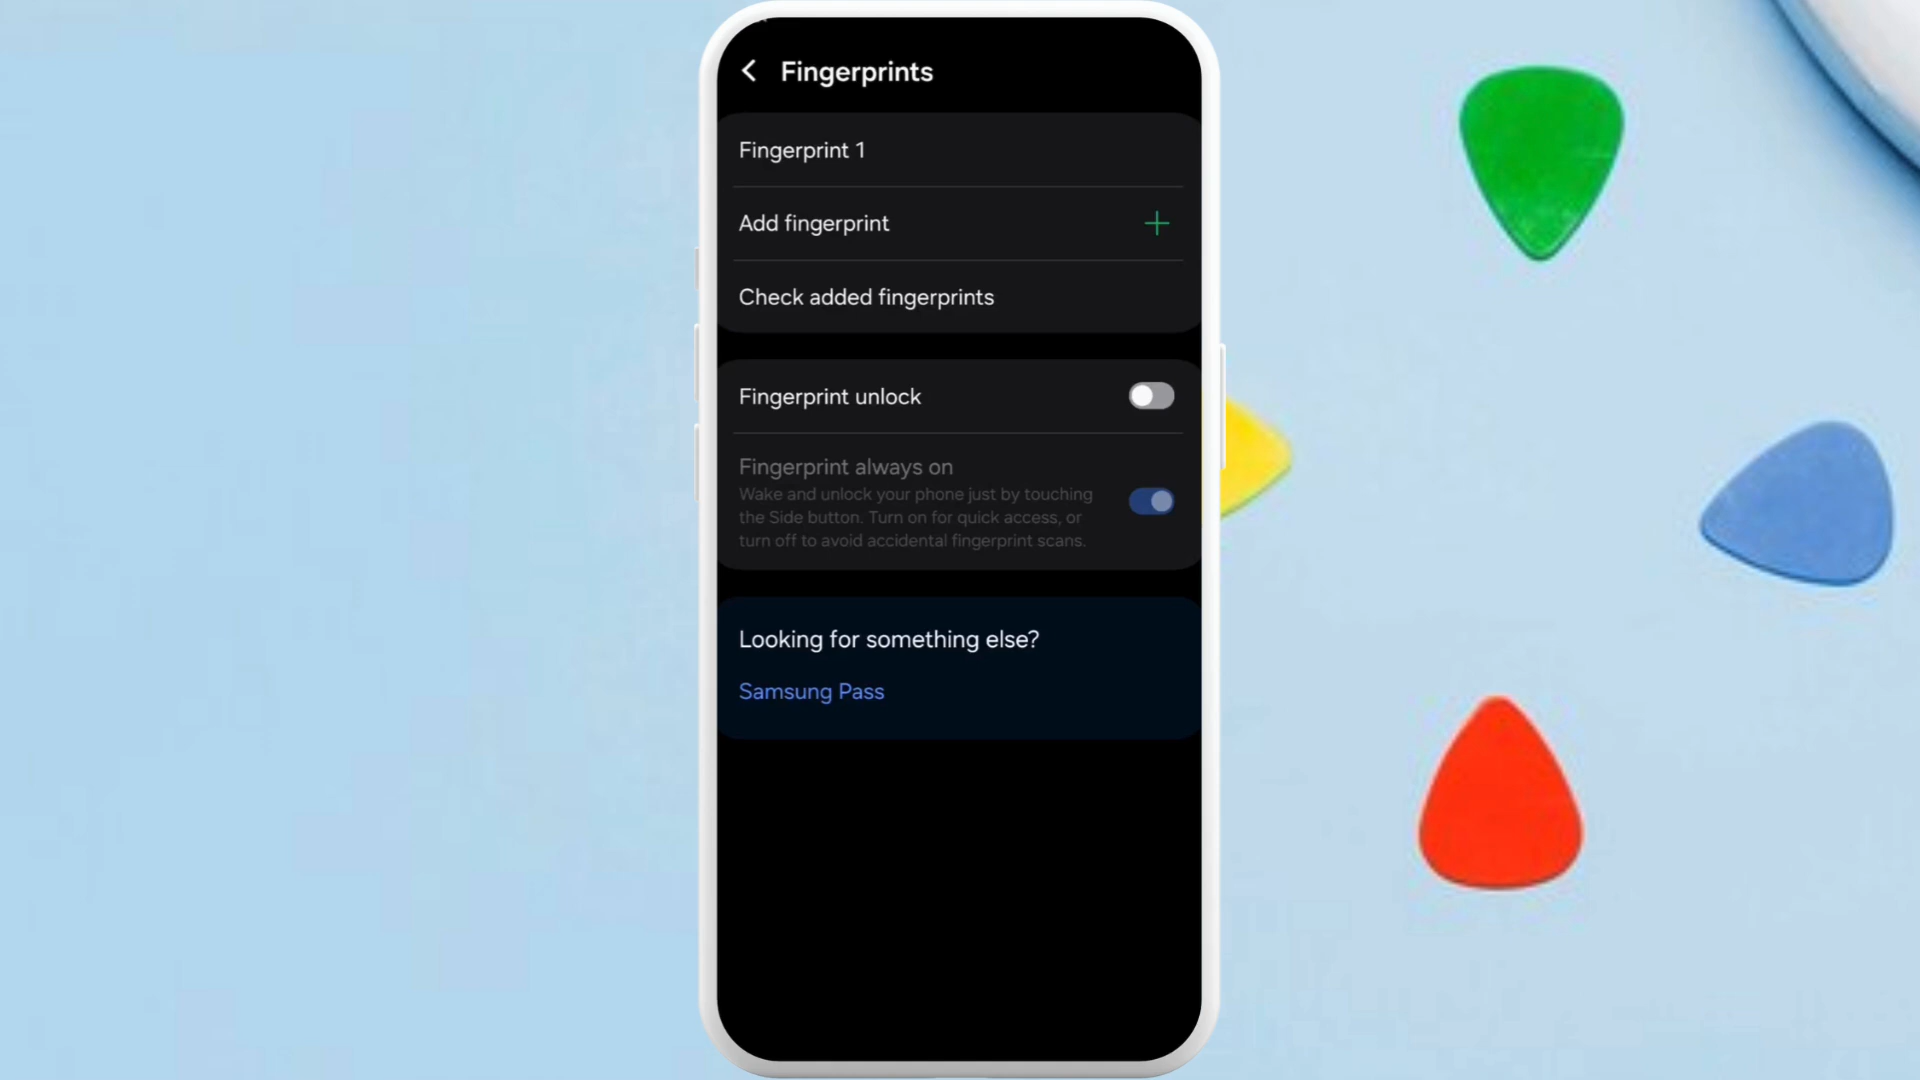 Fingerprints
Fingerprint 1
Add fingerprint
Check added fingerprints
Fingerprint unlock
Fingerprint always on
Wake and unlock your phone just by touching
the Side button. Turn on for quick access, or
turn off to avoid accidental fingerprint scans.
Looking for something else?
Samsung Pass